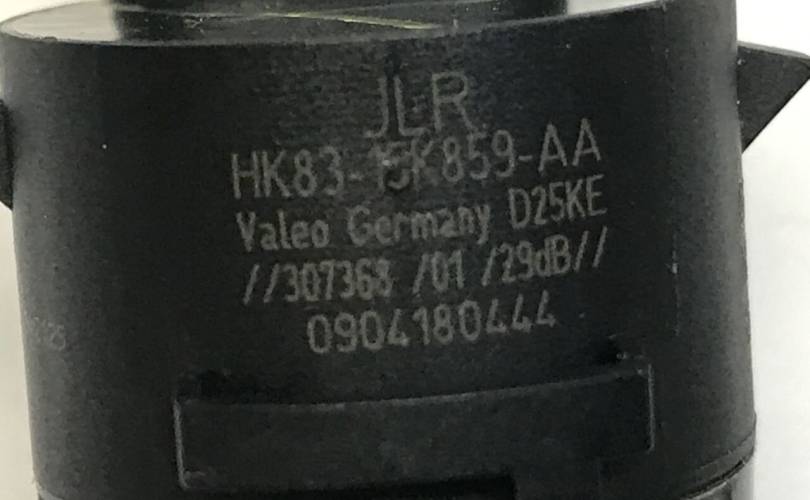 JLR
HK83-15K859-AA
Valeo Germany D25KE
//307368 /01 /29dB//
0904180444